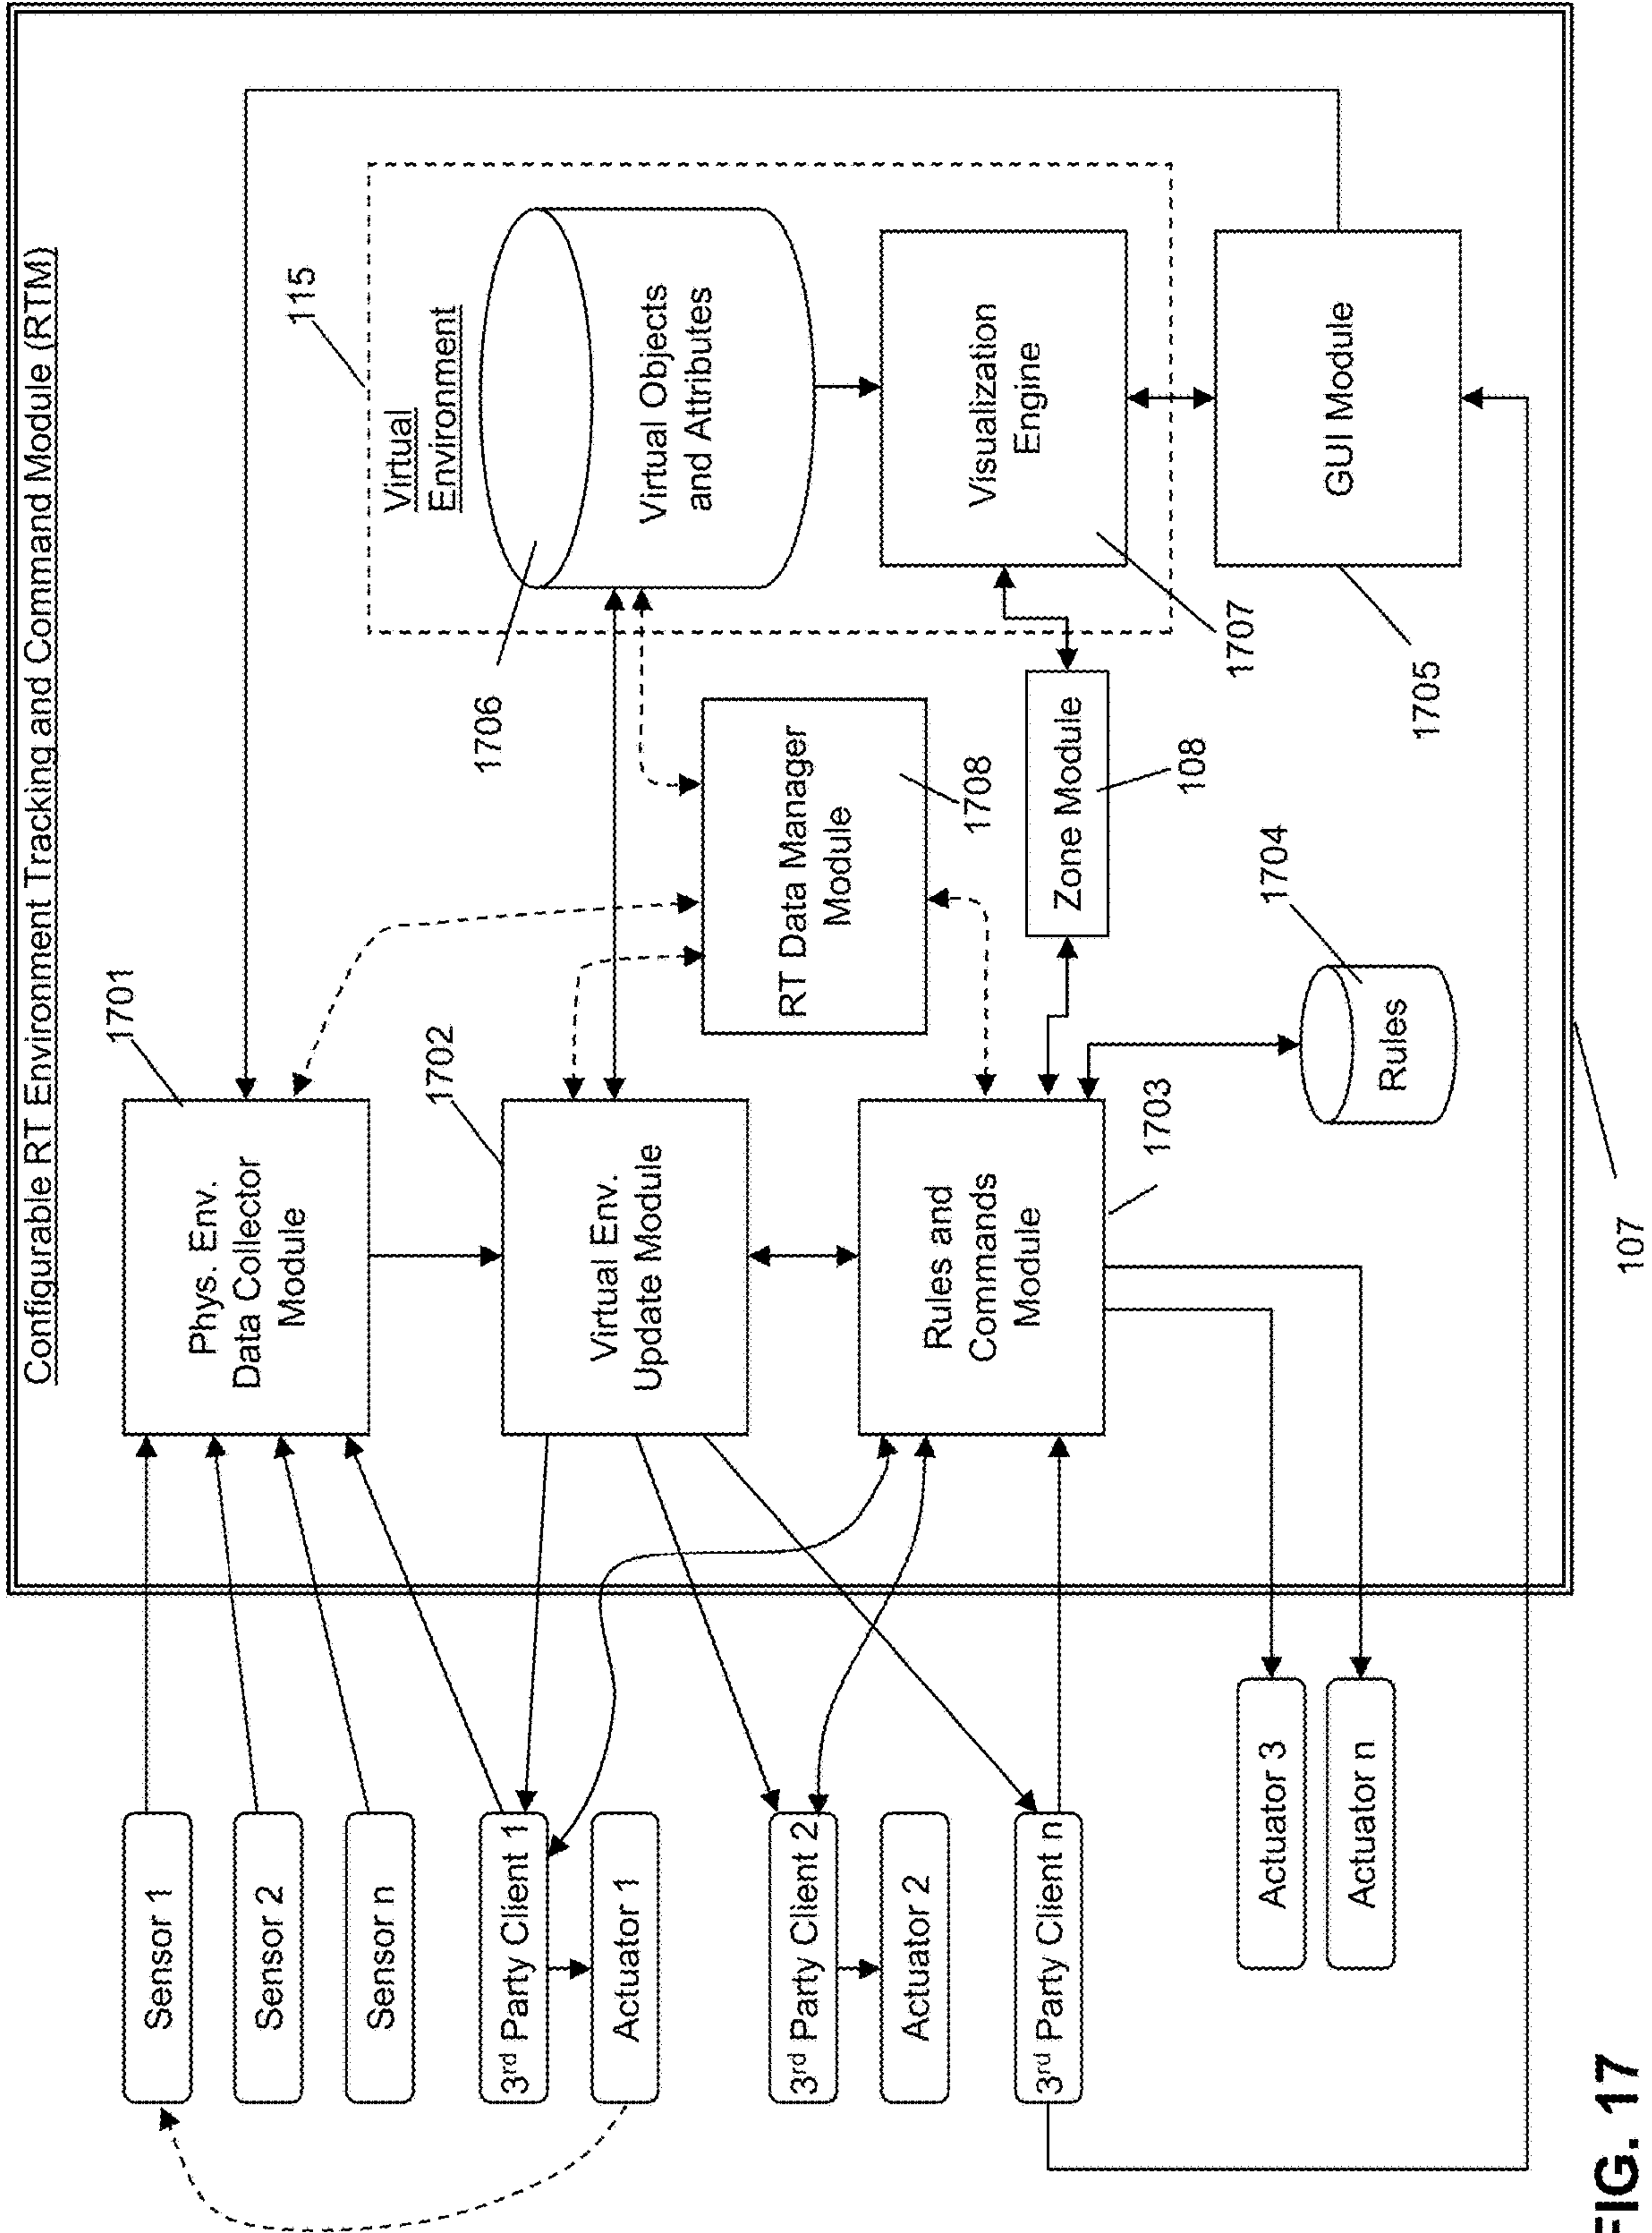 Configurable RT Environment Tracking and Command Module (RTM)
Sensor 1
Sensor 2
Sensor n
3rd Party Client 1
Actuator 1
3rd Party Client 2
Actuator 2
3rd Party Client n
Actuator 3
Actuator n
1701
Phys. Env.
Data Collector
Module
1702
Virtual Env.
Update Module
1703
Rules and
Commands
Module
1704
Rules
RT Data Manager
Module
1708
Zone Module
108
115
Virtual
Environment
1706
Virtual Objects
and Attributes
Visualization
Engine
1707
GUI Module
1705
107
FIG. 17